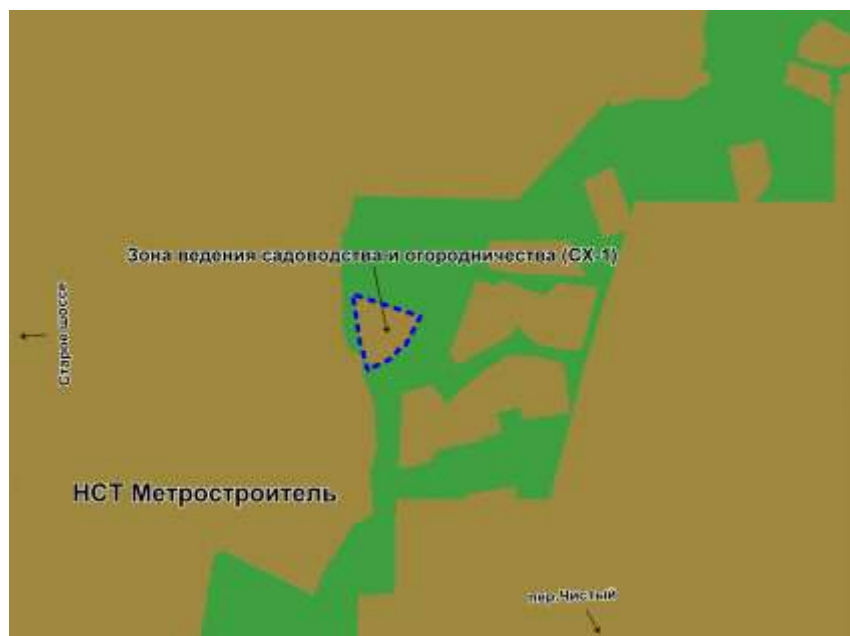 Зона ведения садоводства и огородничества (СХ-1)
Старое шоссе
НСТ Метростроитель
пер.Чистый